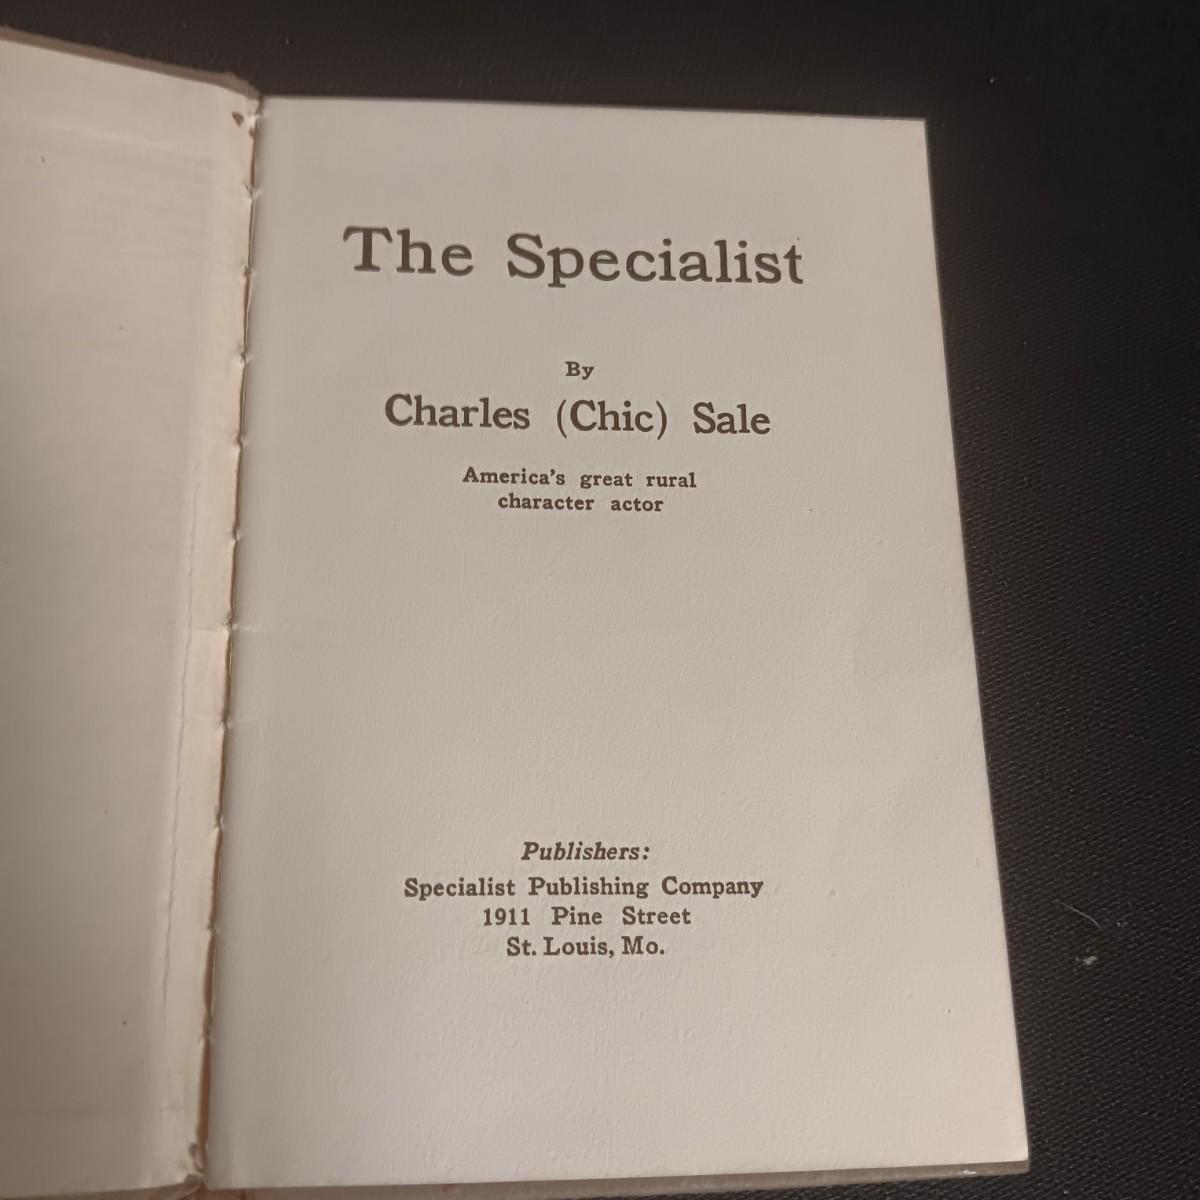 The Specialist
By
Charles (Chic) Sale
America's great rural
character actor
Publishers:
Specialist Publishing Company
1911 Pine Street
St. Louis, Mo.